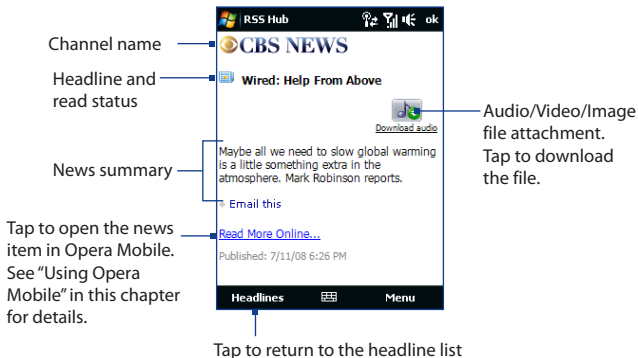 RSS Hub
ok
Channel name
CBS NEWS
Headline and
read status
Wired: Help From Above
Download audio
Audio/Video/Image
file attachment.
Tap to download
the file.
News summary
Maybe all we need to slow global warming
is a little something extra in the
atmosphere. Mark Robinson reports.
Email this
Tap to open the news
item in Opera Mobile.
See “Using Opera
Mobile” in this chapter
for details.
Read More Online...
Published: 7/11/08 6:26 PM
Headlines
Menu
Tap to return to the headline list